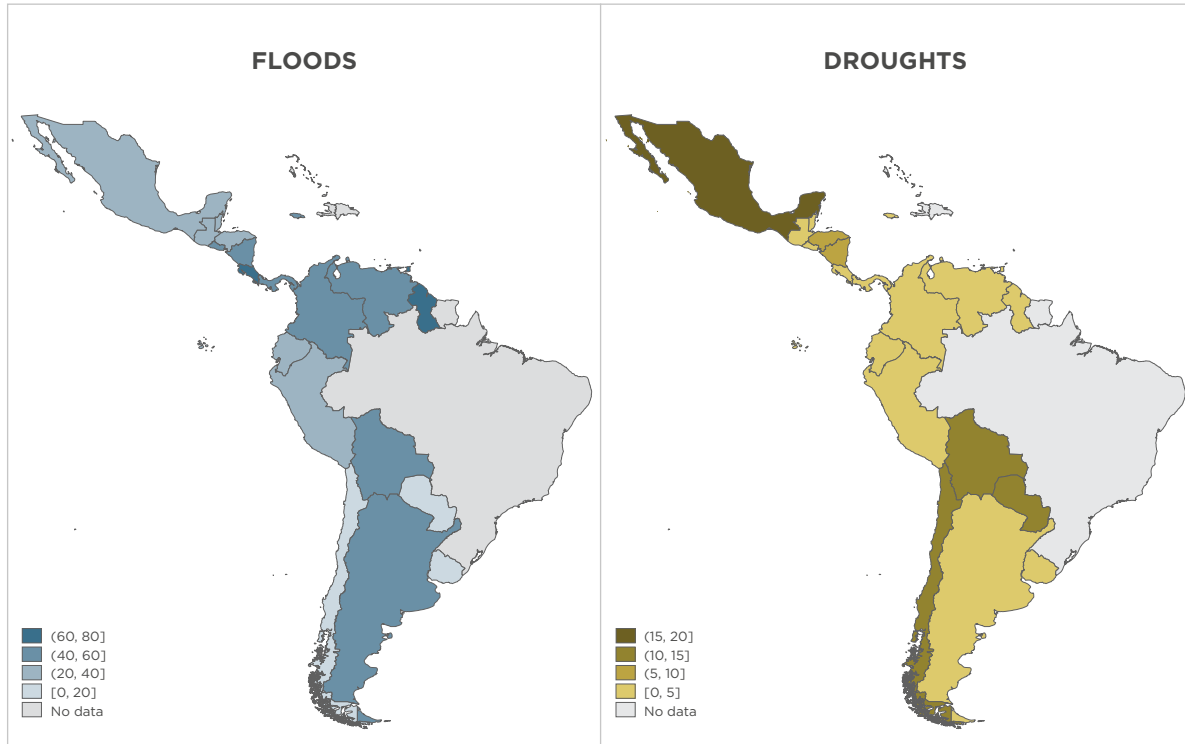 FLOODS
(60, 80]
(40, 60]
(20, 40]
[0, 20]
No data
DROUGHTS
(15, 20]
(10, 15]
(5, 10]
[0, 5]
No data